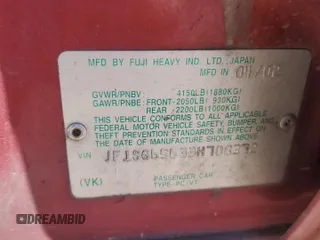 MFD BY FUJI HEAVY IND. LTD. JAPAN
MFD IN 01/02
GVWR/PNBV : 4150LB(1880KG)
GAWR/PNBE: FRONT-2050LB( 930KG)
REAR -2200LB(1000KG)
THIS VEHICLE CONFORMS TO ALL APPLICABLE
FEDERAL MOTOR VEHICLE SAFETY, BUMPER, AND
THEFT PREVENTION STANDARDS IN EFFECT ON
THE DATE OF MANUFACTURE SHOWN ABOVE.
VIN
PASSENGER CAR
(VK) TYPE-PC/VT
DREAMBID